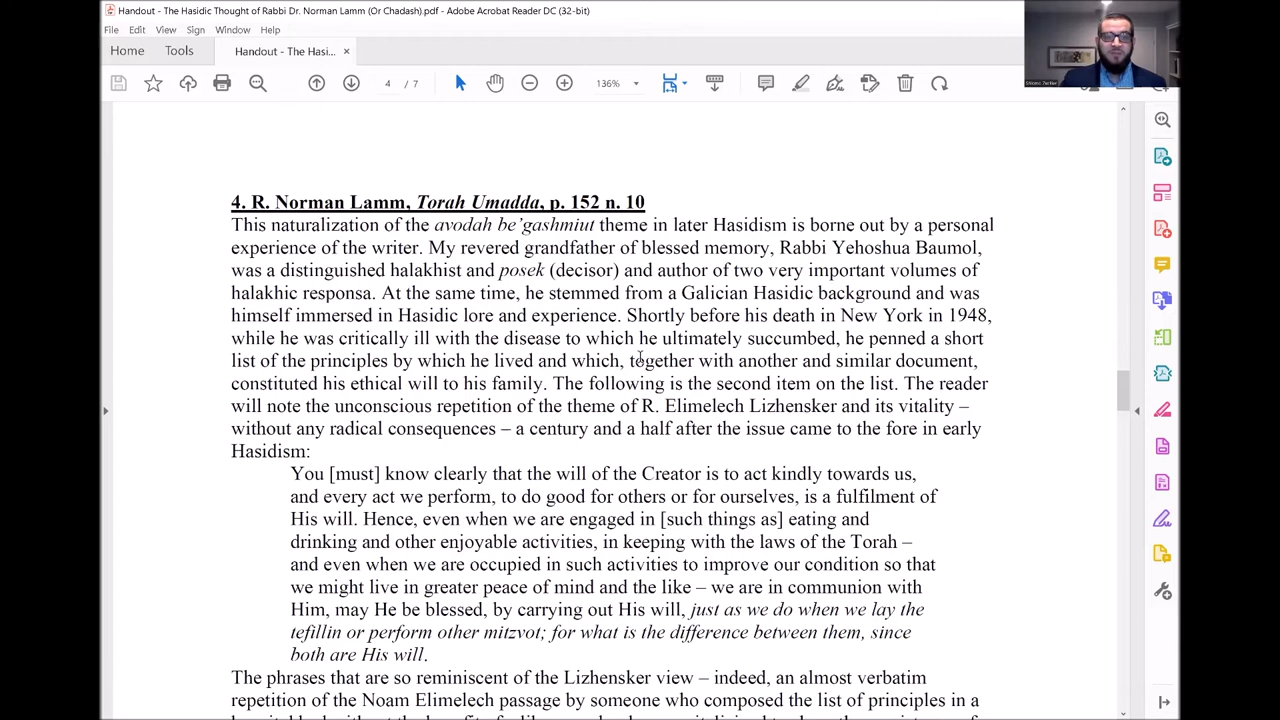 Handout - The Hasidic Thought of Rabbi Dr. Norman Lamm (Or Chadash).pdf - Adobe Acrobat Reader DC (32-bit)
File Edit View Sign Window Help
Home Tools Handout - The Hasi... ×
4 / 7 136%
4. R. Norman Lamm, Torah Umadda, p. 152 n. 10
This naturalization of the avodah be’gashmiut theme in later Hasidism is borne out by a personal
experience of the writer. My revered grandfather of blessed memory, Rabbi Yehoshua Baumol,
was a distinguished halakhist and posek (decisor) and author of two very important volumes of
halakhic responsa. At the same time, he stemmed from a Galician Hasidic background and was
himself immersed in Hasidic lore and experience. Shortly before his death in New York in 1948,
while he was critically ill with the disease to which he ultimately succumbed, he penned a short
list of the principles by which he lived and which, together with another and similar document,
constituted his ethical will to his family. The following is the second item on the list. The reader
will note the unconscious repetition of the theme of R. Elimelech Lizhensker and its vitality –
without any radical consequences – a century and a half after the issue came to the fore in early
Hasidism:
You [must] know clearly that the will of the Creator is to act kindly towards us,
and every act we perform, to do good for others or for ourselves, is a fulfilment of
His will. Hence, even when we are engaged in [such things as] eating and
drinking and other enjoyable activities, in keeping with the laws of the Torah –
and even when we are occupied in such activities to improve our condition so that
we might live in greater peace of mind and the like – we are in communion with
Him, may He be blessed, by carrying out His will, just as we do when we lay the
tefillin or perform other mitzvot; for what is the difference between them, since
both are His will.
The phrases that are so reminiscent of the Lizhensker view – indeed, an almost verbatim
repetition of the Noam Elimelech passage by someone who composed the list of principles in a